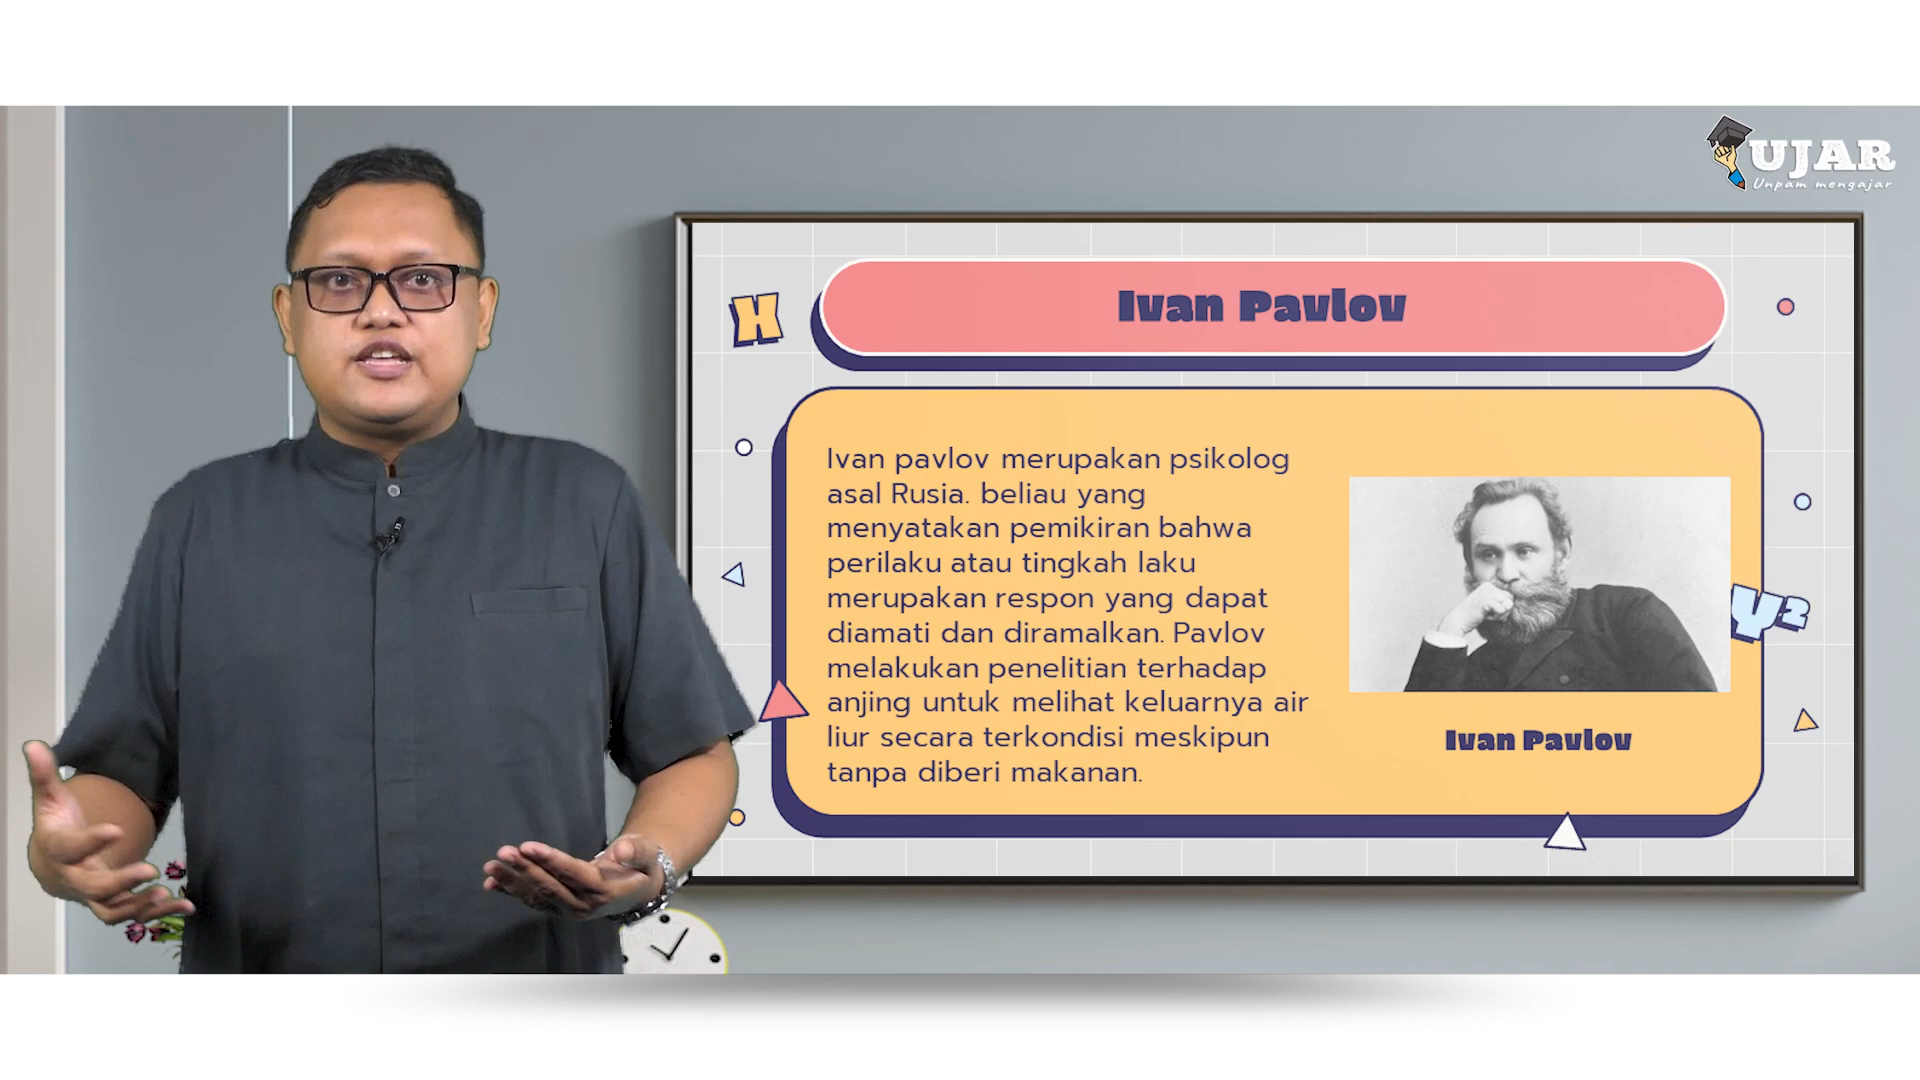 UJAR
Unpam mengajar
Ivan Pavlov
X
Ivan pavlov merupakan psikolog
asal Rusia. beliau yang
menyatakan pemikiran bahwa
perilaku atau tingkah laku
merupakan respon yang dapat
diamati dan diramalkan. Pavlov
melakukan penelitian terhadap
anjing untuk melihat keluarnya air
liur secara terkondisi meskipun
tanpa diberi makanan.
Y²
Ivan Pavlov